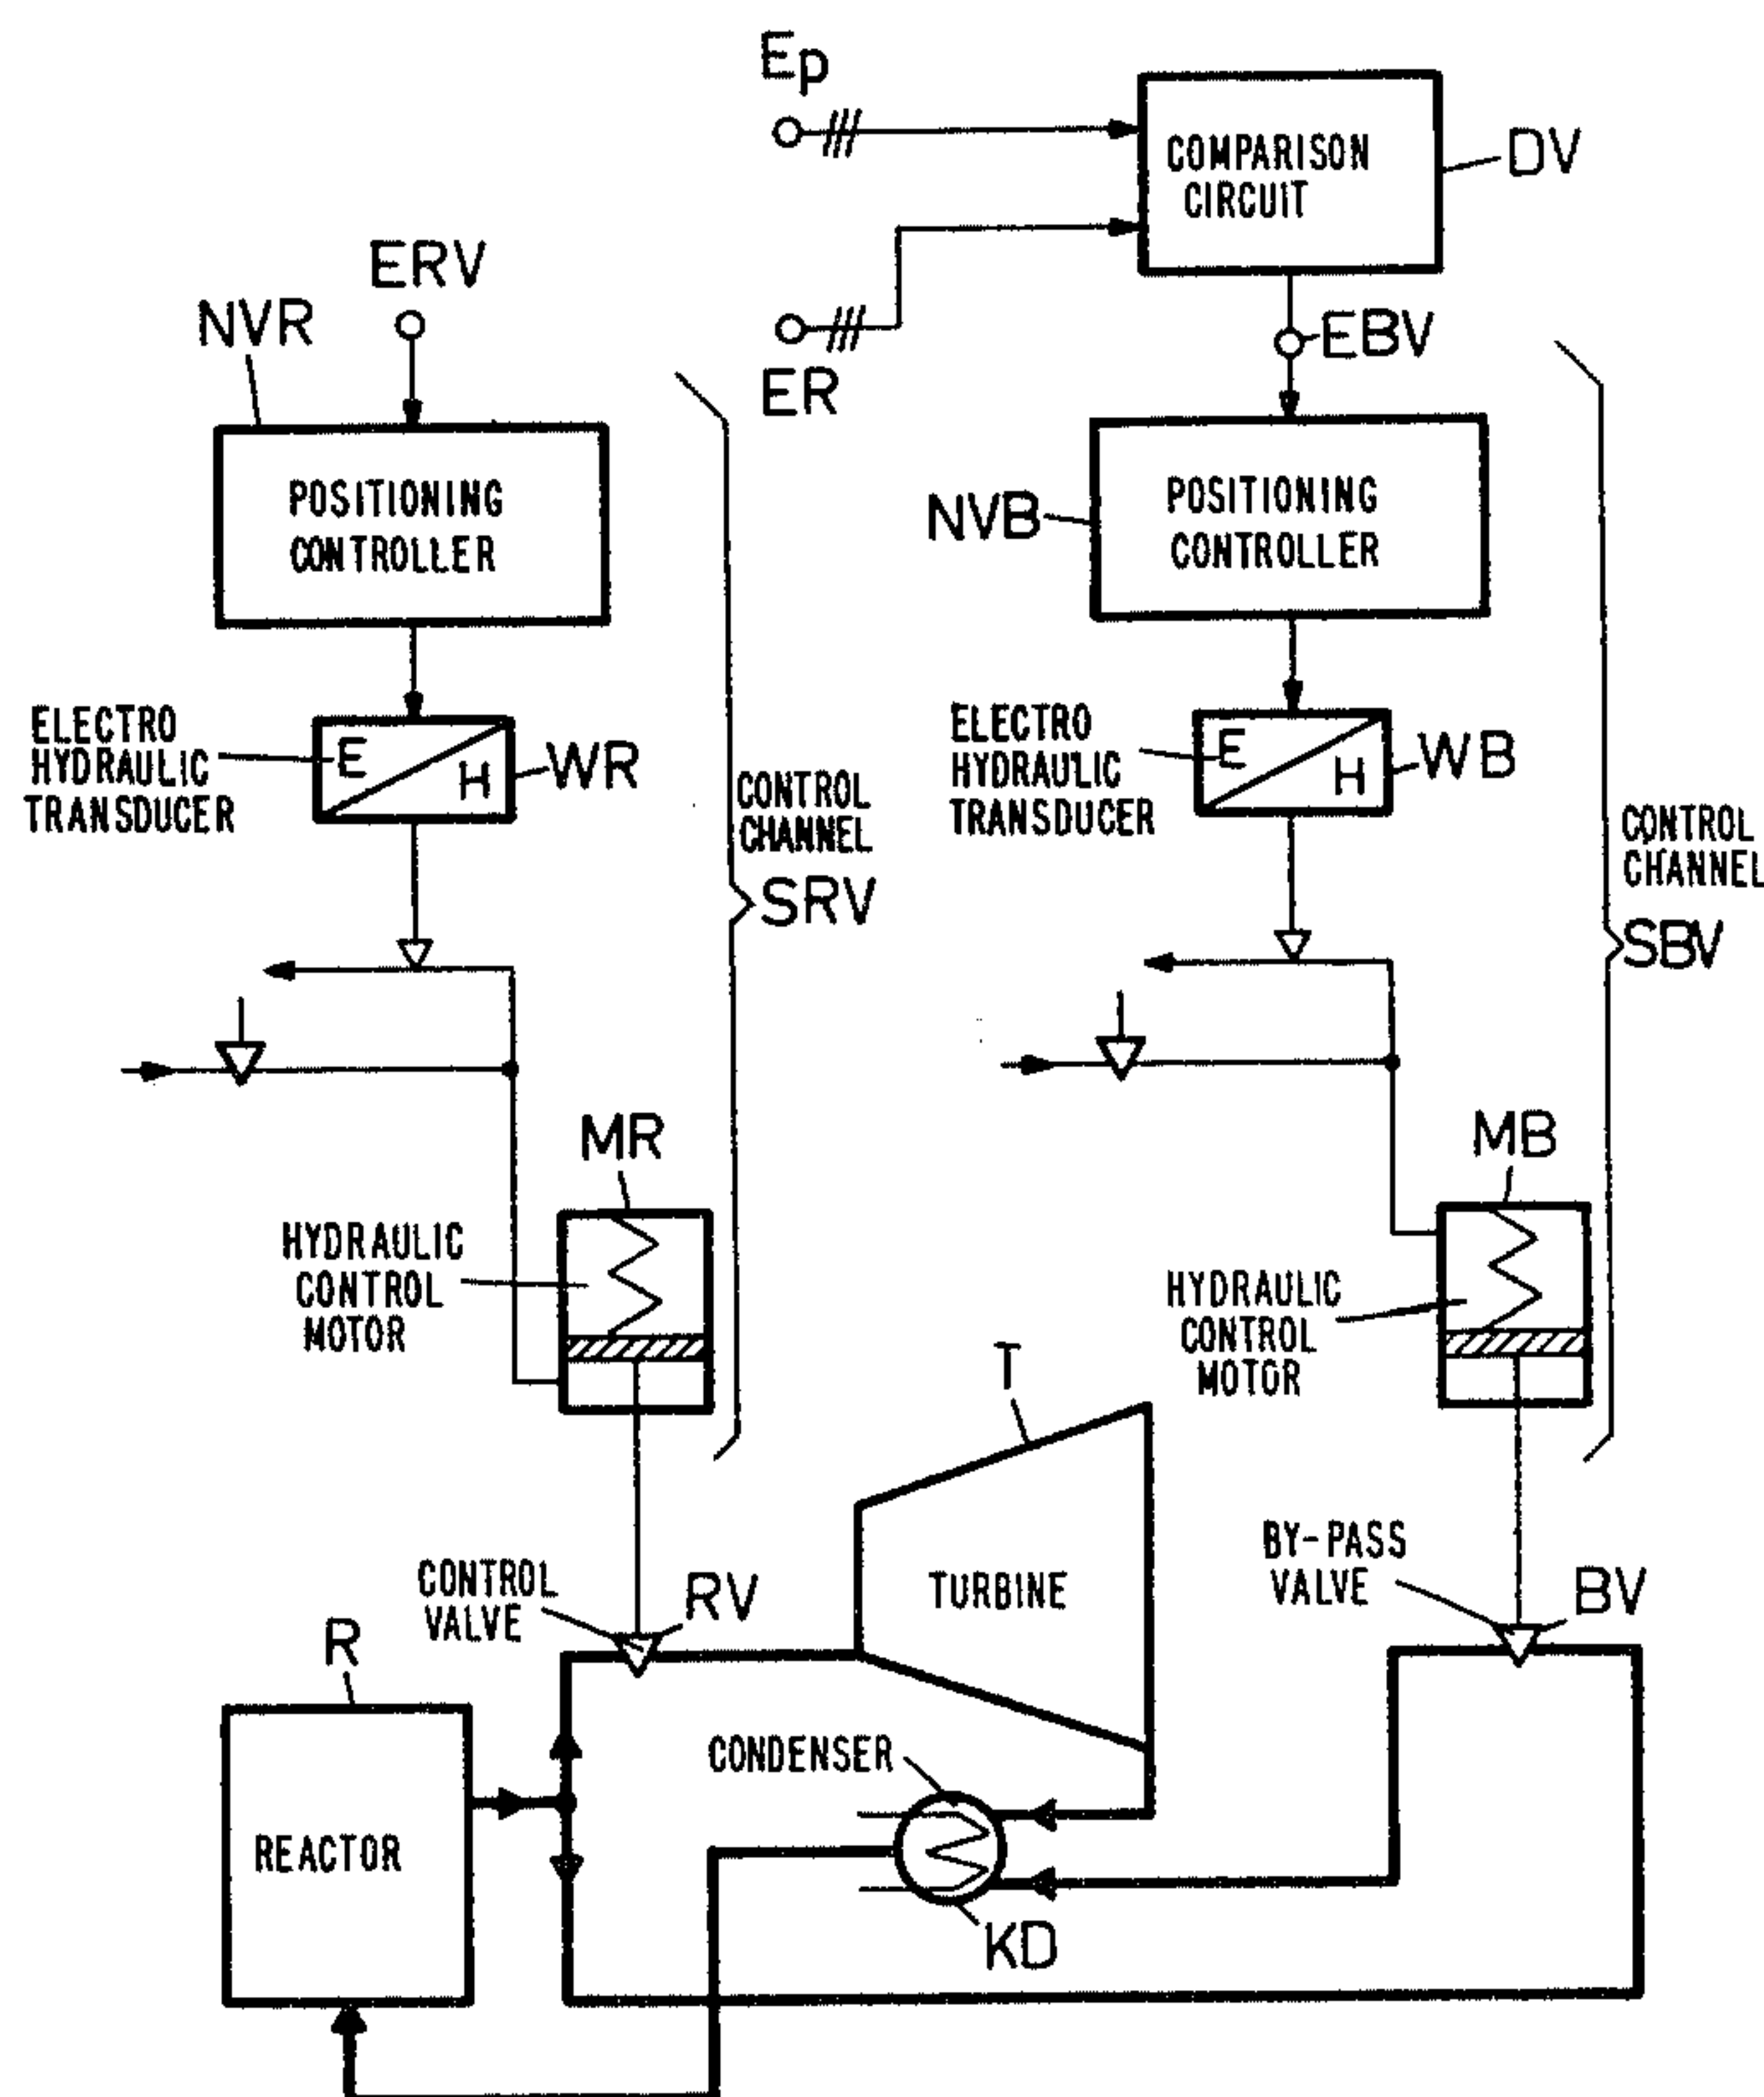 Ep
COMPARISON
CIRCUIT
DV
ERV
NVR
ER
EBV
POSITIONING
CONTROLLER
NVB
POSITIONING
CONTROLLER
ELECTRO
HYDRAULIC
TRANSDUCER
E
H
WR
CONTROL
CHANNEL
SRV
ELECTRO
HYDRAULIC
TRANSDUCER
E
H
WB
CONTROL
CHANNEL
SBV
MR
HYDRAULIC
CONTROL
MOTOR
MB
HYDRAULIC
CONTROL
MOTOR
T
TURBINE
CONTROL
VALVE
RV
BY-PASS
VALVE
BV
R
REACTOR
CONDENSER
KD